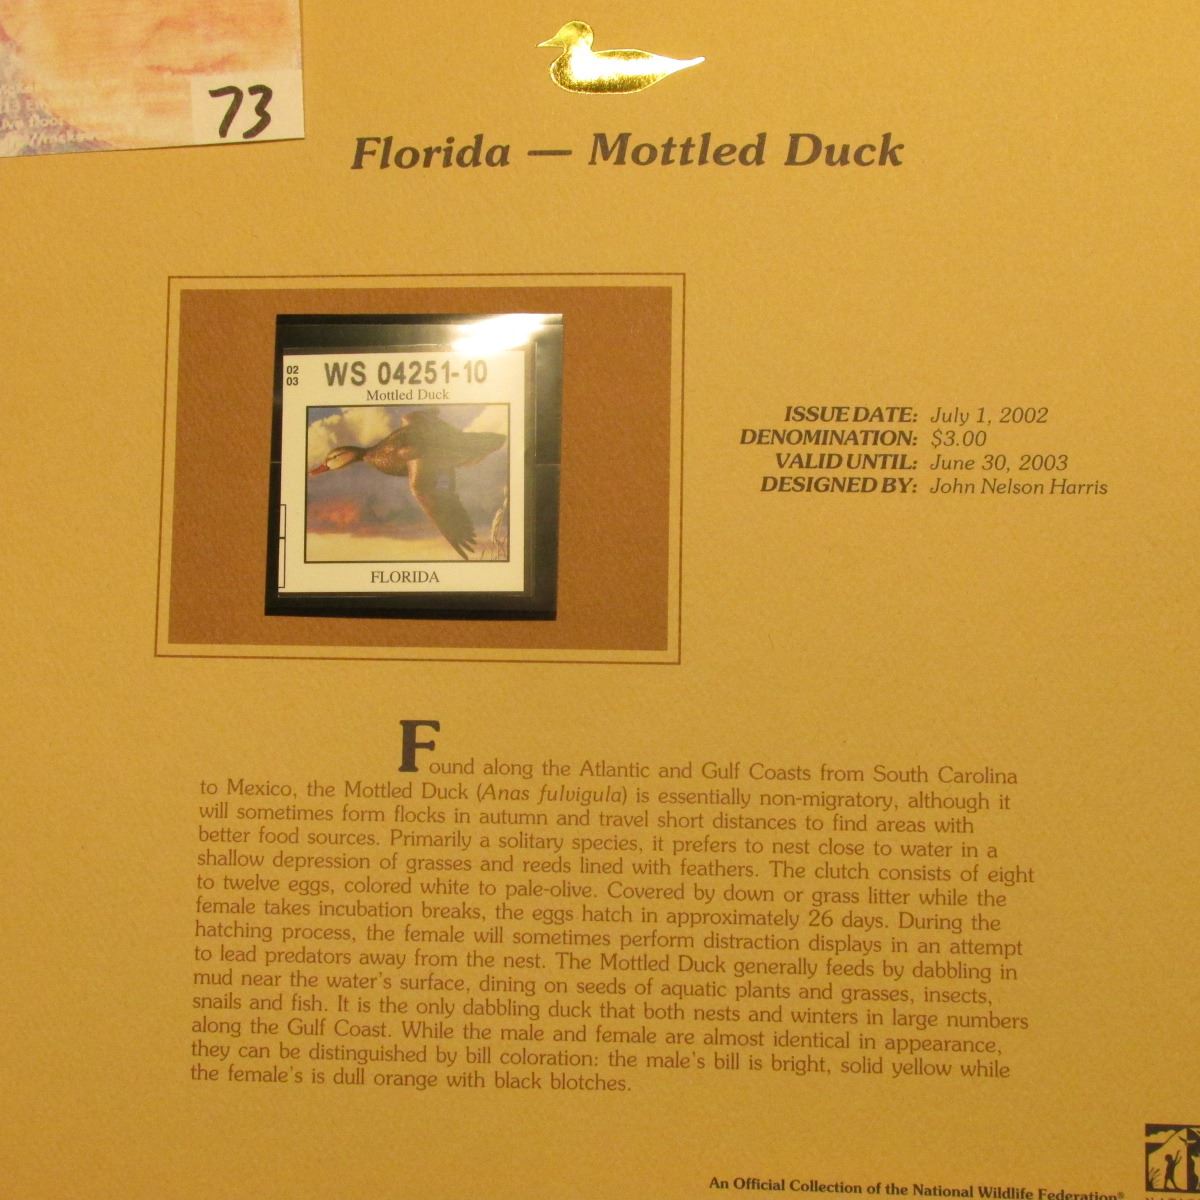 73
Florida — Mottled Duck
02
03
WS 04251-10
Mottled Duck
FLORIDA
ISSUE DATE: July 1, 2002
DENOMINATION: $3.00
VALID UNTIL: June 30, 2003
DESIGNED BY: John Nelson Harris
Found along the Atlantic and Gulf Coasts from South Carolina
to Mexico, the Mottled Duck (Anas fulvigula) is essentially non-migratory, although it
will sometimes form flocks in autumn and travel short distances to find areas with
better food sources. Primarily a solitary species, it prefers to nest close to water in a
shallow depression of grasses and reeds lined with feathers. The clutch consists of eight
to twelve eggs, colored white to pale-olive. Covered by down or grass litter while the
female takes incubation breaks, the eggs hatch in approximately 26 days. During the
hatching process, the female will sometimes perform distraction displays in an attempt
to lead predators away from the nest. The Mottled Duck generally feeds by dabbling in
mud near the water's surface, dining on seeds of aquatic plants and grasses, insects,
snails and fish. It is the only dabbling duck that both nests and winters in large numbers
along the Gulf Coast. While the male and female are almost identical in appearance,
they can be distinguished by bill coloration: the male's bill is bright, solid yellow while
the female's is dull orange with black blotches.
An Official Collection of the National Wildlife Federation®